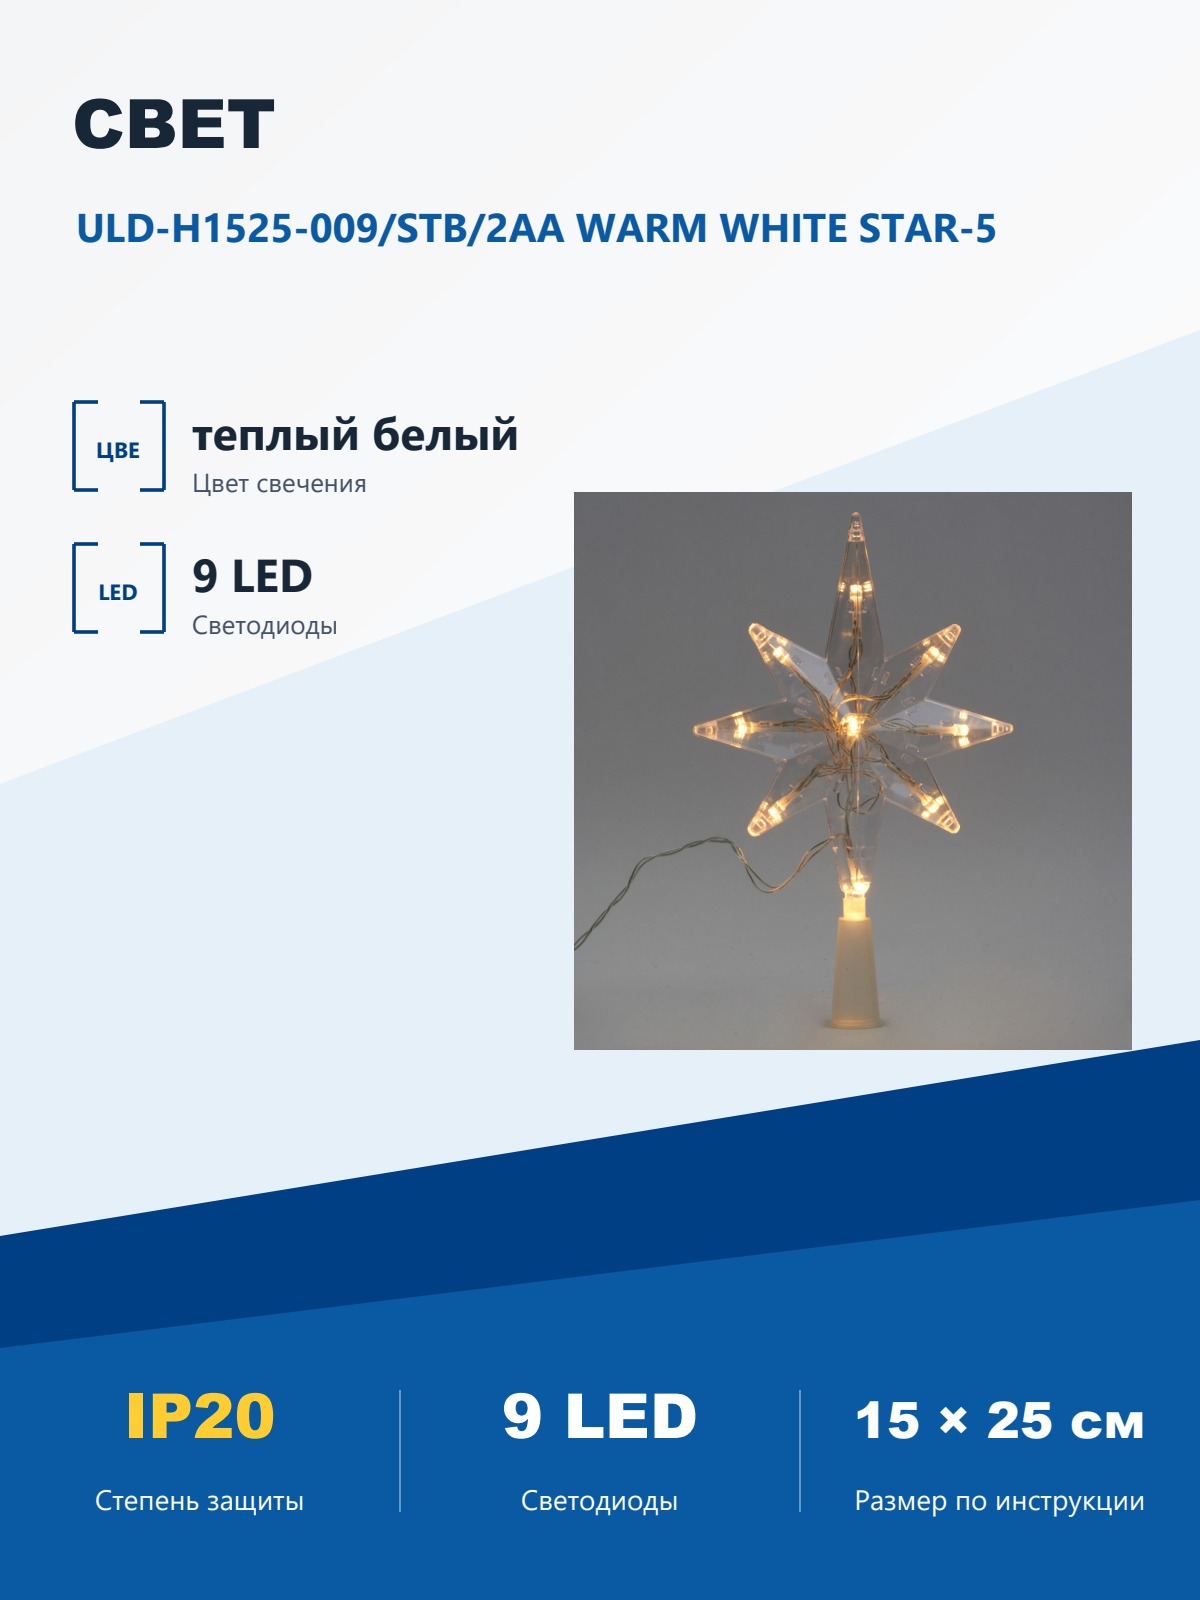 СВЕТ
ULD-H1525-009/STB/2AA WARM WHITE STAR-5
ЦВЕ
теплый белый
Цвет свечения
LED
9 LED
Светодиоды
IP20
Степень защиты
9 LED
Светодиоды
15 × 25 см
Размер по инструкции